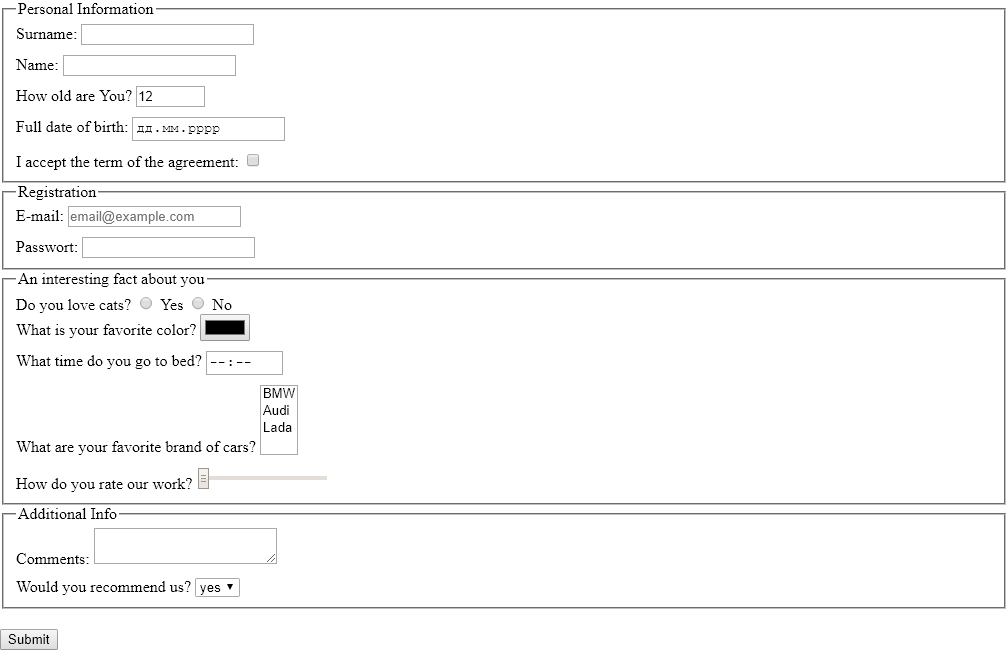 Personal Information
Surname:
Name:
How old are You? 12
Full date of birth: дд.мм.рррр
I accept the term of the agreement:
Registration
E-mail: email@example.com
Passwort:
An interesting fact about you
Do you love cats? Yes No
What is your favorite color?
What time do you go to bed? --:--
BMW
Audi
Lada
What are your favorite brand of cars?
How do you rate our work?
Additional Info
Comments:
Would you recommend us? yes
Submit